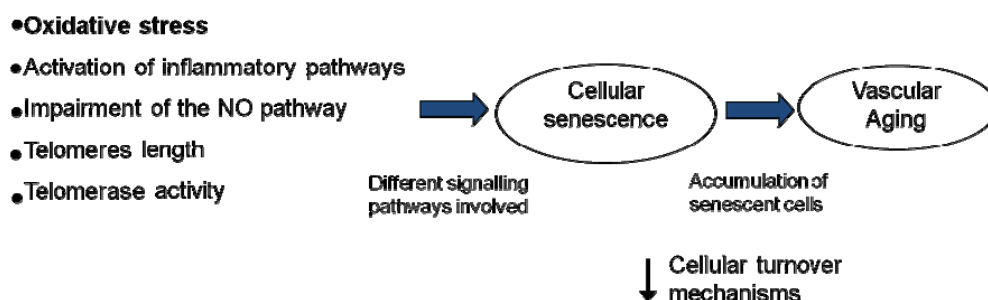 •Oxidative stress
•Activation of inflammatory pathways
•Impairment of the NO pathway
•Telomeres length
•Telomerase activity
Different signalling
pathways involved
Cellular
senescence
Accumulation of
senescent cells
Vascular
Aging
↓ Cellular turnover
mechanisms